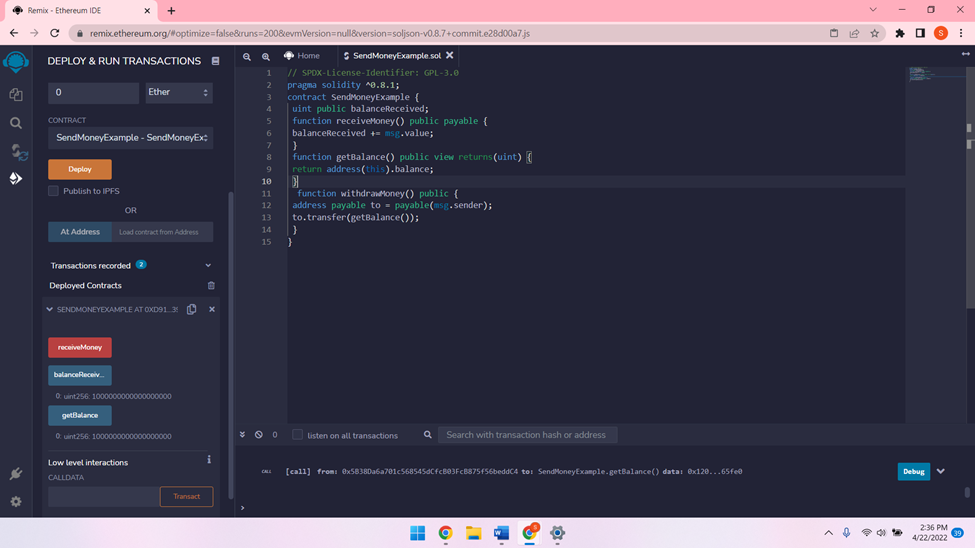 Remix - Ethereum IDE
remix.ethereum.org/#optimize=false&runs=200&evmVersion=null&version=soljson-v0.8.7+commit.e28d00a7.js
S
DEPLOY & RUN TRANSACTIONS
0 Ether
CONTRACT
SendMoneyExample - SendMoneyEx
Deploy
Publish to IPFS
OR
At Address Load contract from Address
Transactions recorded 2
Deployed Contracts
SENDMONEYEXAMPLE AT 0XD91...39
receiveMoney
balanceReceiv...
0: uint256: 1000000000000000000
getBalance
0: uint256: 1000000000000000000
Low level interactions
CALLDATA
Transact
Home SendMoneyExample.sol
1 // SPDX-License-Identifier: GPL-3.0
2 pragma solidity ^0.8.1;
3 contract SendMoneyExample {
4 uint public balanceReceived;
5 function receiveMoney() public payable {
6 balanceReceived += msg.value;
7 }
8 function getBalance() public view returns(uint) {
9 return address(this).balance;
10 }
11 function withdrawMoney() public {
12 address payable to = payable(msg.sender);
13 to.transfer(getBalance());
14 }
15 }
0 listen on all transactions Search with transaction hash or address
CALL [call] from: 0x5B38Da6a701c568545dCfcB03FcB875f56beddC4 to: SendMoneyExample.getBalance() data: 0x120...65fe0 Debug
>
2:36 PM
4/22/2022
39